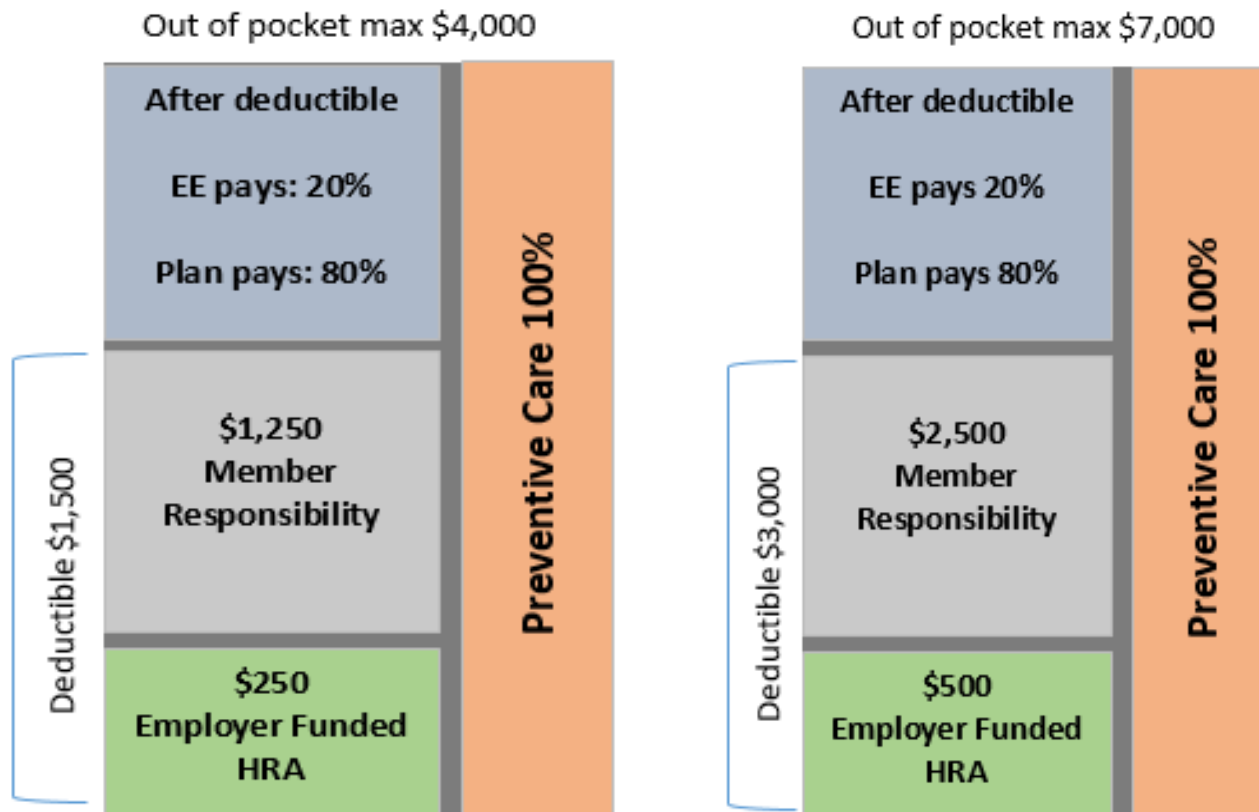 Out of pocket max $4,000
After deductible
EE pays: 20%
Plan pays: 80%
$1,250
Member
Responsibility
$250
Employer Funded
HRA
Deductible $1,500
Preventive Care 100%
Out of pocket max $7,000
After deductible
EE pays 20%
Plan pays 80%
$2,500
Member
Responsibility
$500
Employer Funded
HRA
Deductible $3,000
Preventive Care 100%